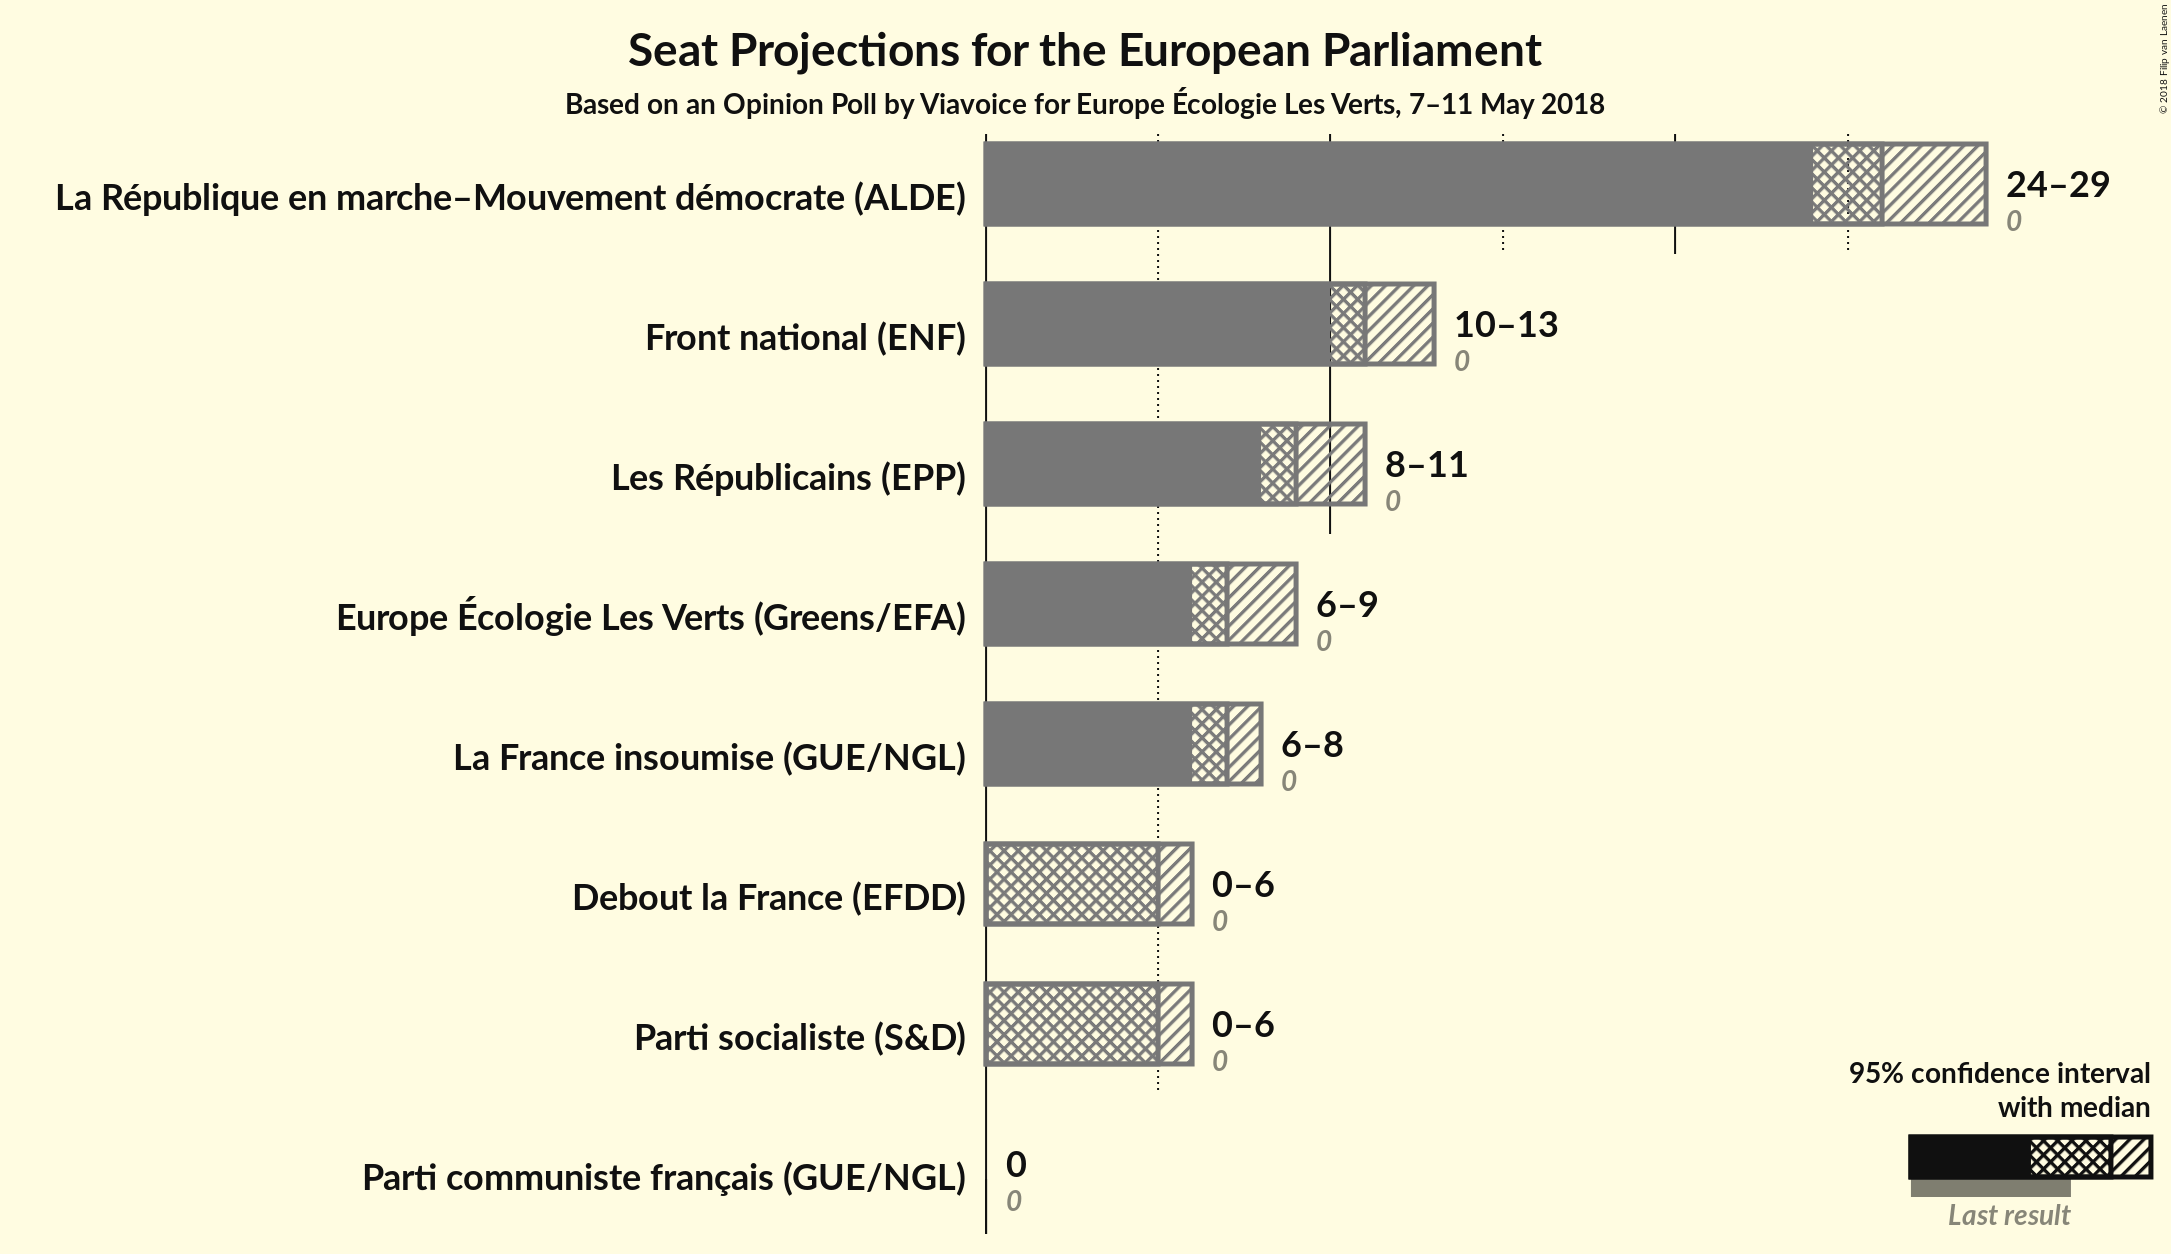 Seat Projections for the European Parliament
Based on an Opinion Poll by Viavoice for Europe Écologie Les Verts, 7–11 May 2018
© 2018 Filip van Laenen
La République en marche–Mouvement démocrate (ALDE)
24–29
0
Front national (ENF)
10–13
0
Les Républicains (EPP)
8–11
0
Europe Écologie Les Verts (Greens/EFA)
6–9
0
La France insoumise (GUE/NGL)
6–8
0
Debout la France (EFDD)
0–6
0
Parti socialiste (S&D)
0–6
0
Parti communiste français (GUE/NGL)
0
0
95% confidence interval
with median
Last result